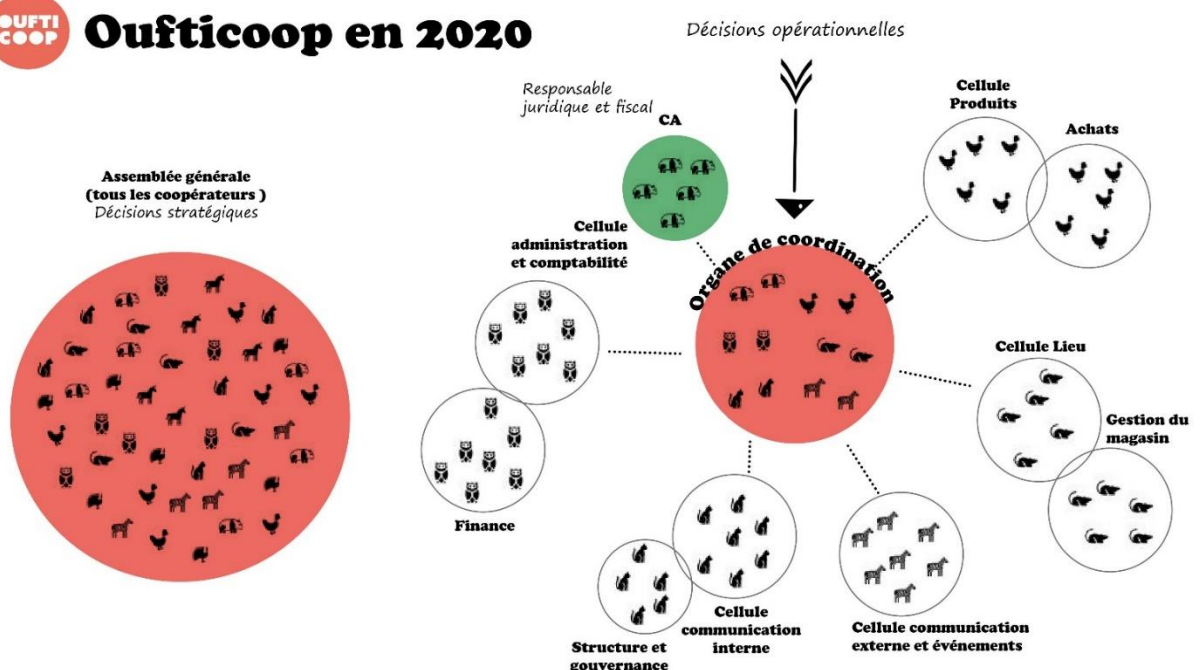 OUFTI
COOP
Oufticoop en 2020
Décisions opérationnelles
Responsable
juridique et fiscal
CA
Cellule
Produits
Achats
Assemblée générale
(tous les coopérateurs )
Décisions stratégiques
Cellule
administration
et comptabilité
Organe de coordination
Cellule Lieu
Gestion du
magasin
Finance
Cellule
communication
interne
Cellule communication
externe et événements
Structure et
gouvernance